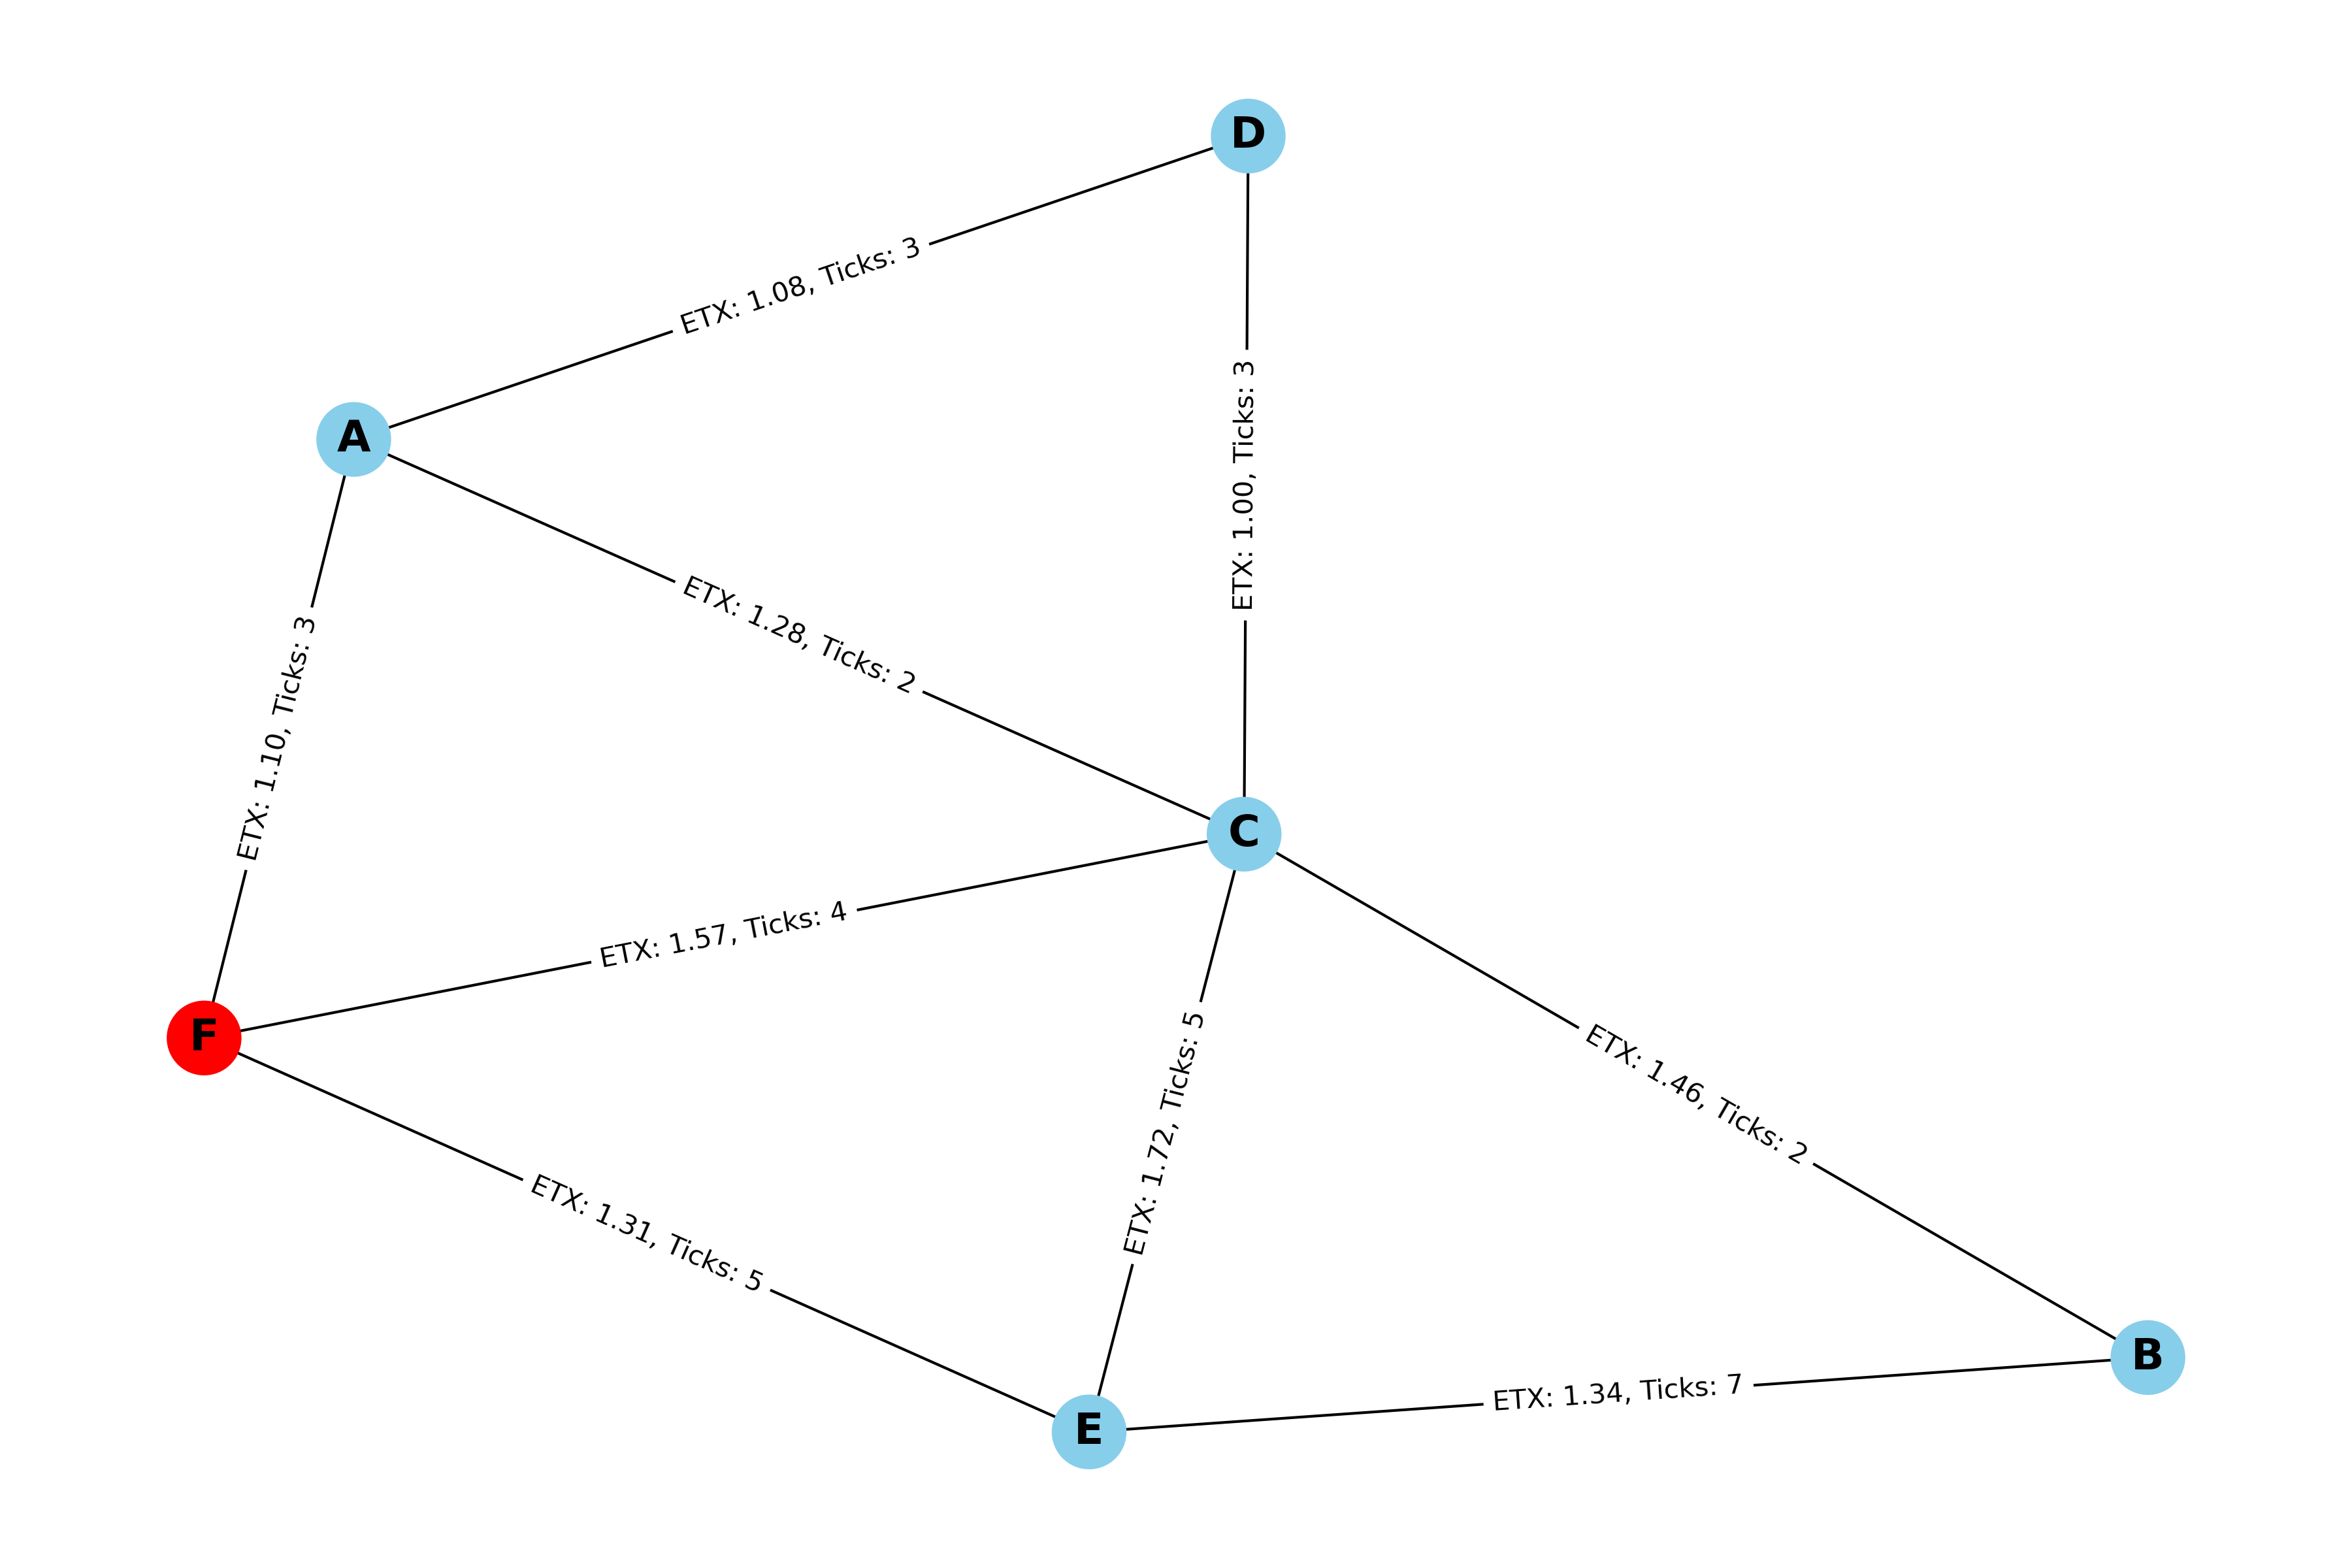 D
ETX: 1.08, Ticks: 3
A
ETX: 1.00, Ticks: 3
ETX: 1.28, Ticks: 2
ETX: 1.10, Ticks: 3
C
ETX: 1.57, Ticks: 4
F
ETX: 1.46, Ticks: 2
ETX: 1.72, Ticks: 5
ETX: 1.31, Ticks: 5
B
ETX: 1.34, Ticks: 7
E